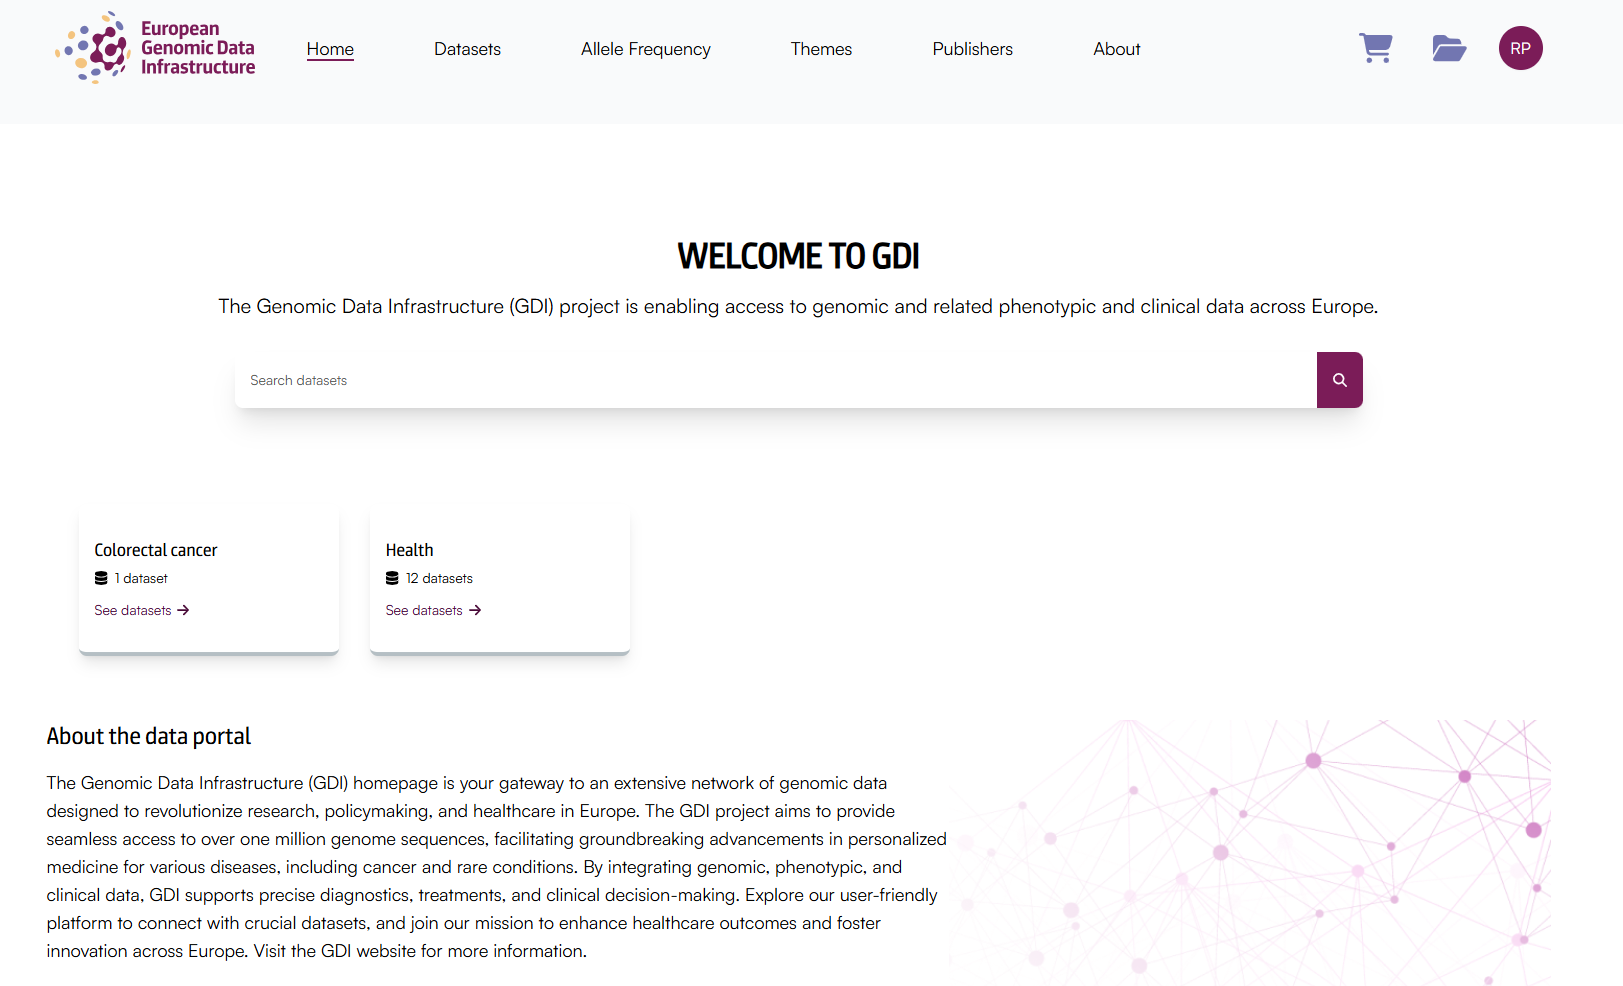 European
Genomic Data
Infrastructure
Home
Datasets
Allele Frequency
Themes
Publishers
About
RP
WELCOME TO GDI
The Genomic Data Infrastructure (GDI) project is enabling access to genomic and related phenotypic and clinical data across Europe.
Search datasets
Colorectal cancer
1 dataset
See datasets
Health
12 datasets
See datasets
About the data portal
The Genomic Data Infrastructure (GDI) homepage is your gateway to an extensive network of genomic data
designed to revolutionize research, policymaking, and healthcare in Europe. The GDI project aims to provide
seamless access to over one million genome sequences, facilitating groundbreaking advancements in personalized
medicine for various diseases, including cancer and rare conditions. By integrating genomic, phenotypic, and
clinical data, GDI supports precise diagnostics, treatments, and clinical decision-making. Explore our user-friendly
platform to connect with crucial datasets, and join our mission to enhance healthcare outcomes and foster
innovation across Europe. Visit the GDI website for more information.